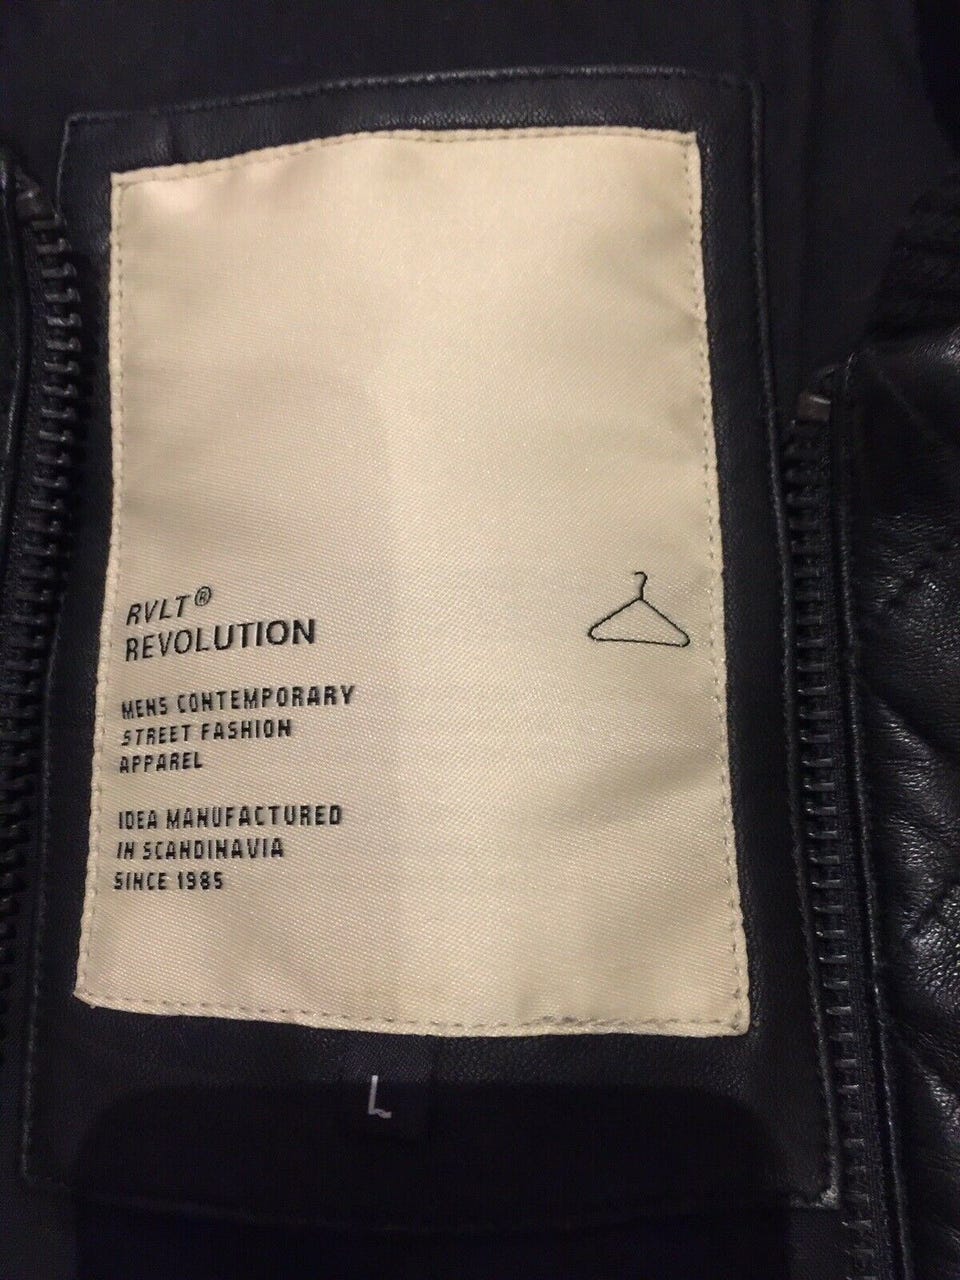 RVLT®
REVOLUTION
MENS CONTEMPORARY
STREET FASHION
APPAREL
IDEA MANUFACTURED
IN SCANDINAVIA
SINCE 1985
L